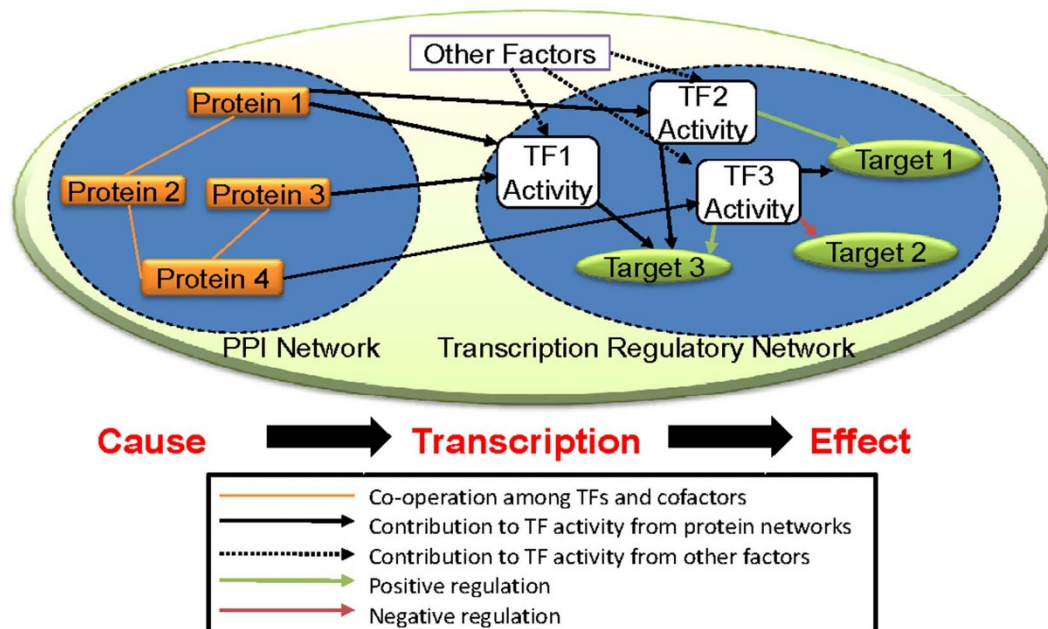 Other Factors
Protein 1
TF2
Activity
TF1
Activity
Target 1
Protein 2
Protein 3
TF3
Activity
Target 2
Protein 4
Target 3
PPI Network
Transcription Regulatory Network
Cause
Transcription
Effect
Co-operation among TFs and cofactors
Contribution to TF activity from protein networks
Contribution to TF activity from other factors
Positive regulation
Negative regulation